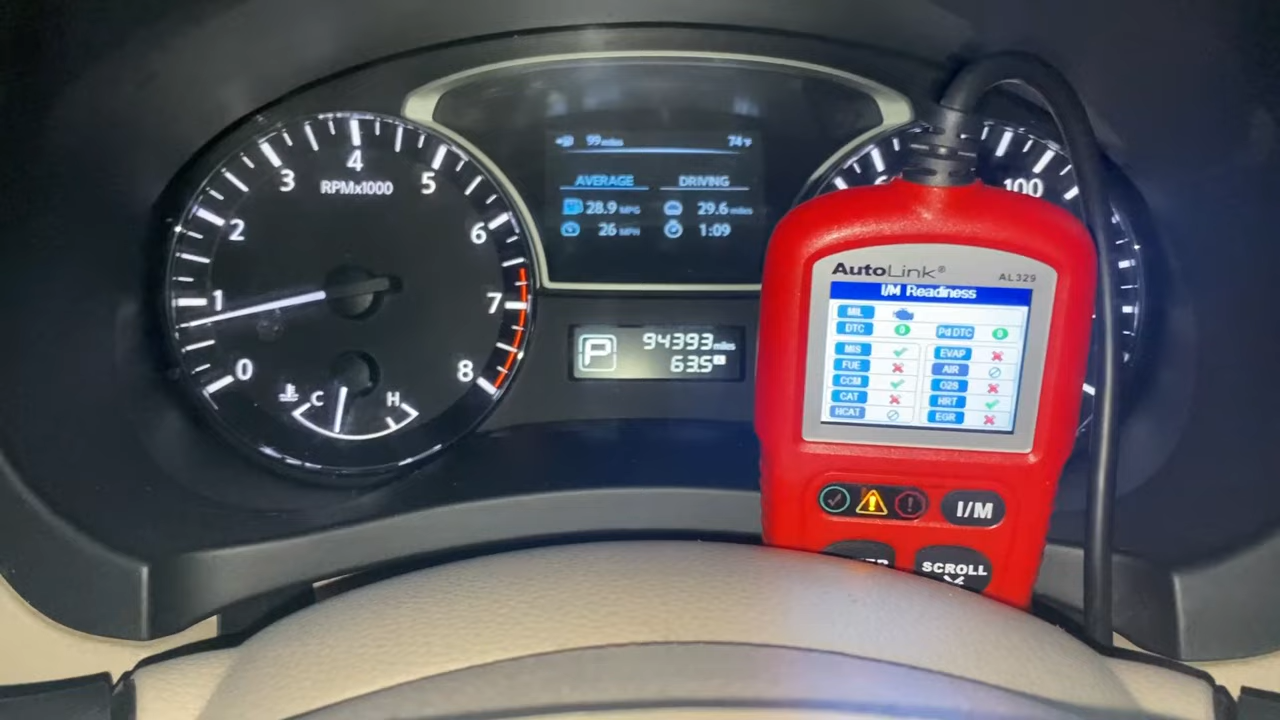 0
1
2
3
4
5
6
7
8
RPMx1000
C H
99 miles 74°F
AVERAGE DRIVING
28.9 MPG 29.6 miles
26 MPH 1:09
P 94393 miles
63.5 A
100
AutoLink®
AL329
I/M Readiness
MIL
DTC 0 Pd DTC 0
MIS EVAP
FUE AIR
CCM O2S
CAT HRT
HCAT EGR
I/M
SCROLL